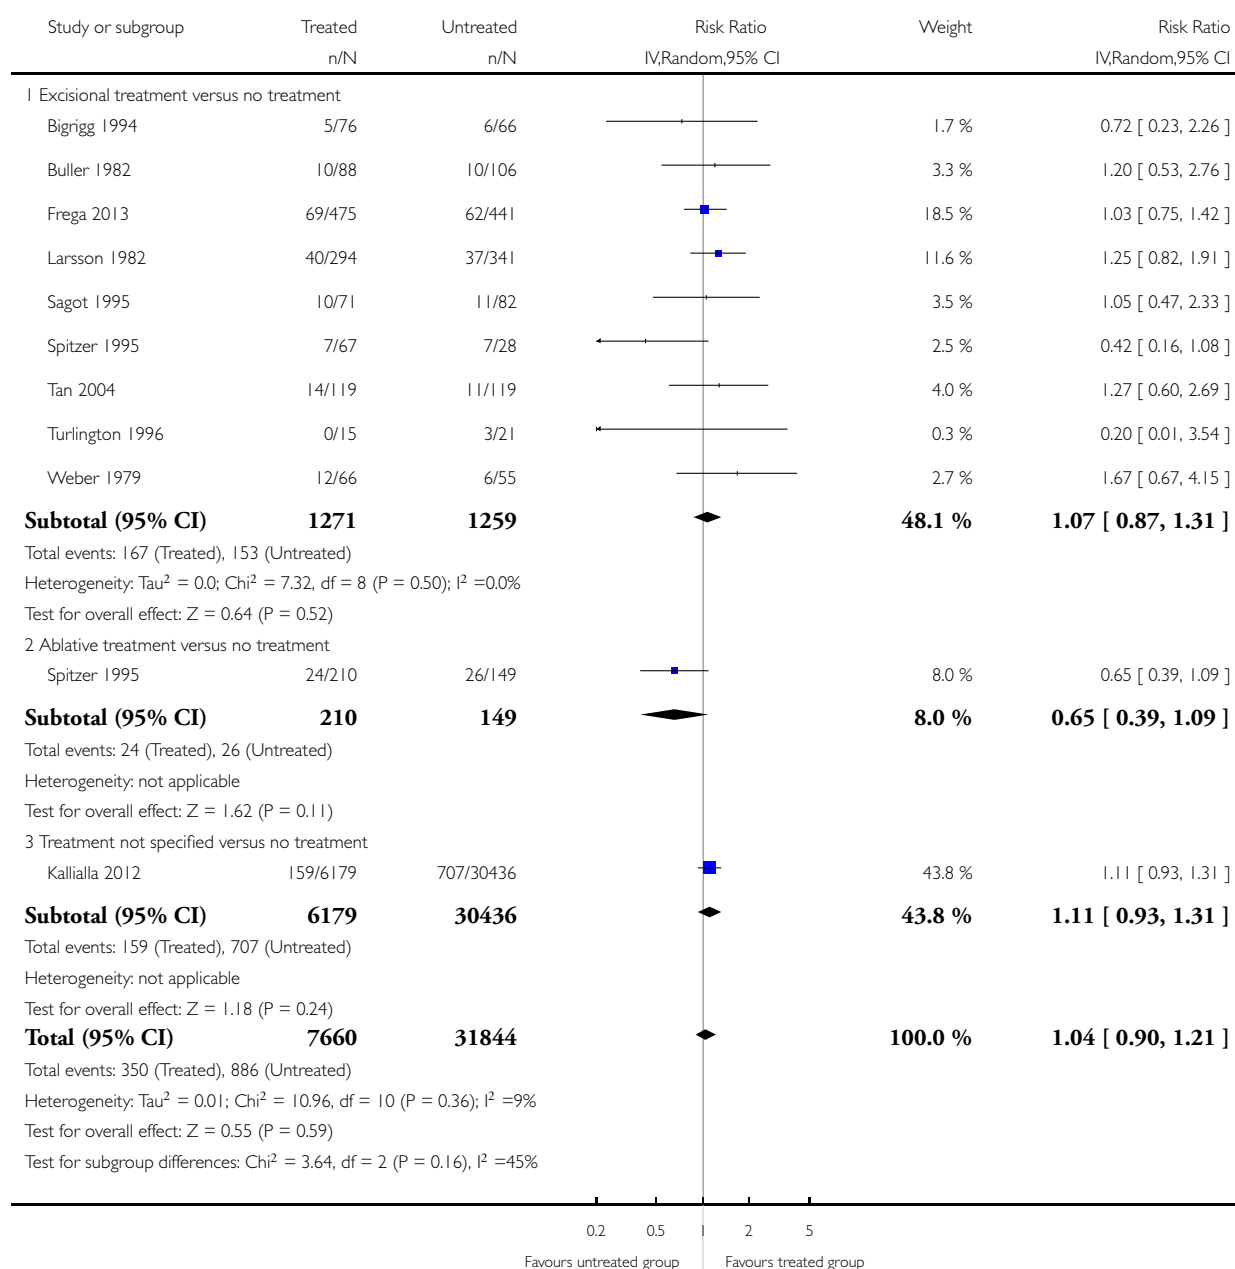 Study or subgroup Treated Untreated Risk Ratio Weight Risk Ratio
n/N n/N IV,Random,95% CI IV,Random,95% CI
1 Excisional treatment versus no treatment
Bigrigg 1994 5/76 6/66 1.7 % 0.72 [ 0.23, 2.26 ]
Buller 1982 10/88 10/106 3.3 % 1.20 [ 0.53, 2.76 ]
Frega 2013 69/475 62/441 18.5 % 1.03 [ 0.75, 1.42 ]
Larsson 1982 40/294 37/341 11.6 % 1.25 [ 0.82, 1.91 ]
Sagot 1995 10/71 11/82 3.5 % 1.05 [ 0.47, 2.33 ]
Spitzer 1995 7/67 7/28 2.5 % 0.42 [ 0.16, 1.08 ]
Tan 2004 14/119 11/119 4.0 % 1.27 [ 0.60, 2.69 ]
Turlington 1996 0/15 3/21 0.3 % 0.20 [ 0.01, 3.54 ]
Weber 1979 12/66 6/55 2.7 % 1.67 [ 0.67, 4.15 ]
Subtotal (95% CI) 1271 1259 48.1 % 1.07 [ 0.87, 1.31 ]
Total events: 167 (Treated), 153 (Untreated)
Heterogeneity: Tau² = 0.0; Chi² = 7.32, df = 8 (P = 0.50); I² =0.0%
Test for overall effect: Z = 0.64 (P = 0.52)
2 Ablative treatment versus no treatment
Spitzer 1995 24/210 26/149 8.0 % 0.65 [ 0.39, 1.09 ]
Subtotal (95% CI) 210 149 8.0 % 0.65 [ 0.39, 1.09 ]
Total events: 24 (Treated), 26 (Untreated)
Heterogeneity: not applicable
Test for overall effect: Z = 1.62 (P = 0.11)
3 Treatment not specified versus no treatment
Kallialla 2012 159/6179 707/30436 43.8 % 1.11 [ 0.93, 1.31 ]
Subtotal (95% CI) 6179 30436 43.8 % 1.11 [ 0.93, 1.31 ]
Total events: 159 (Treated), 707 (Untreated)
Heterogeneity: not applicable
Test for overall effect: Z = 1.18 (P = 0.24)
Total (95% CI) 7660 31844 100.0 % 1.04 [ 0.90, 1.21 ]
Total events: 350 (Treated), 886 (Untreated)
Heterogeneity: Tau² = 0.01; Chi² = 10.96, df = 10 (P = 0.36); I² =9%
Test for overall effect: Z = 0.55 (P = 0.59)
Test for subgroup differences: Chi² = 3.64, df = 2 (P = 0.16), I² =45%
0.2 0.5 1 2 5
Favours untreated group Favours treated group